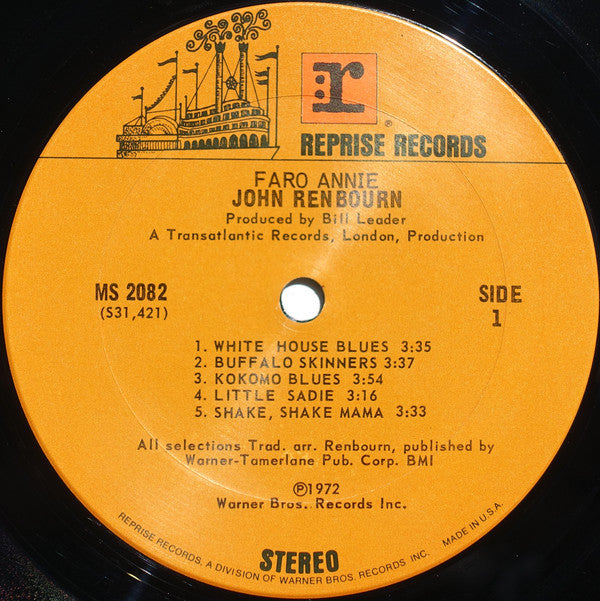 r
®
REPRISE RECORDS
FARO ANNIE
JOHN RENBOURN
Produced by Bill Leader
A Transatlantic Records, London, Production
MS 2082
(S31,421)
SIDE
1
1. WHITE HOUSE BLUES 3:35
2. BUFFALO SKINNERS 3:37
3. KOKOMO BLUES 3:54
4. LITTLE SADIE 3:16
5. SHAKE, SHAKE MAMA 3:33
All selections Trad. arr. Renbourn, published by
Warner-Tamerlane Pub. Corp. BMI
℗1972
Warner Bros. Records Inc.
STEREO
REPRISE RECORDS, A DIVISION OF WARNER BROS. RECORDS INC. MADE IN U.S.A.